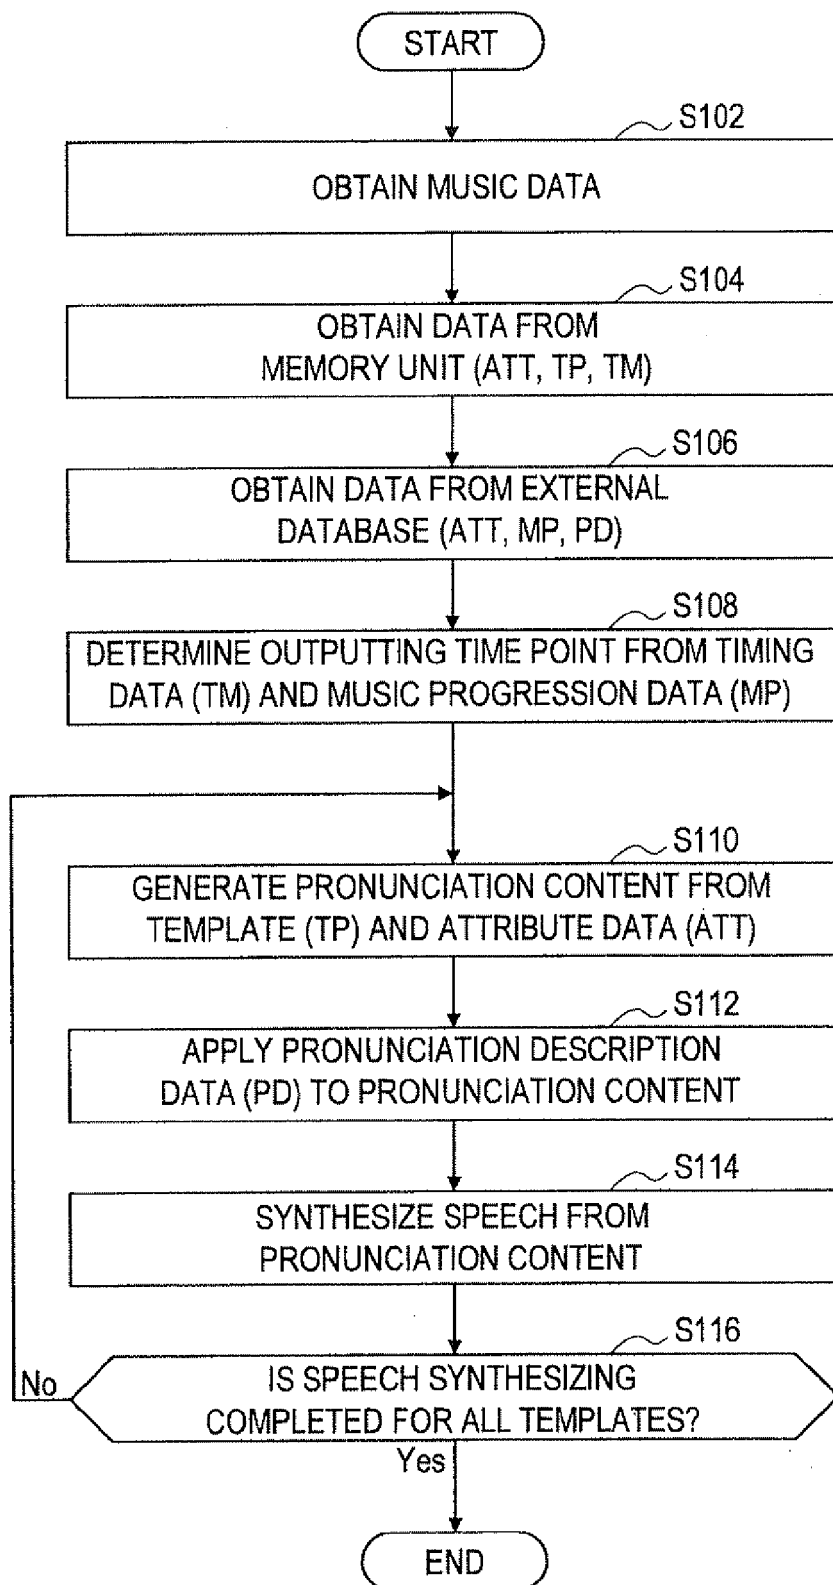 START
S102
OBTAIN MUSIC DATA
S104
OBTAIN DATA FROM
MEMORY UNIT (ATT, TP, TM)
S106
OBTAIN DATA FROM EXTERNAL
DATABASE (ATT, MP, PD)
S108
DETERMINE OUTPUTTING TIME POINT FROM TIMING
DATA (TM) AND MUSIC PROGRESSION DATA (MP)
S110
GENERATE PRONUNCIATION CONTENT FROM
TEMPLATE (TP) AND ATTRIBUTE DATA (ATT)
S112
APPLY PRONUNCIATION DESCRIPTION
DATA (PD) TO PRONUNCIATION CONTENT
S114
SYNTHESIZE SPEECH FROM
PRONUNCIATION CONTENT
S116
No
IS SPEECH SYNTHESIZING
COMPLETED FOR ALL TEMPLATES?
Yes
END